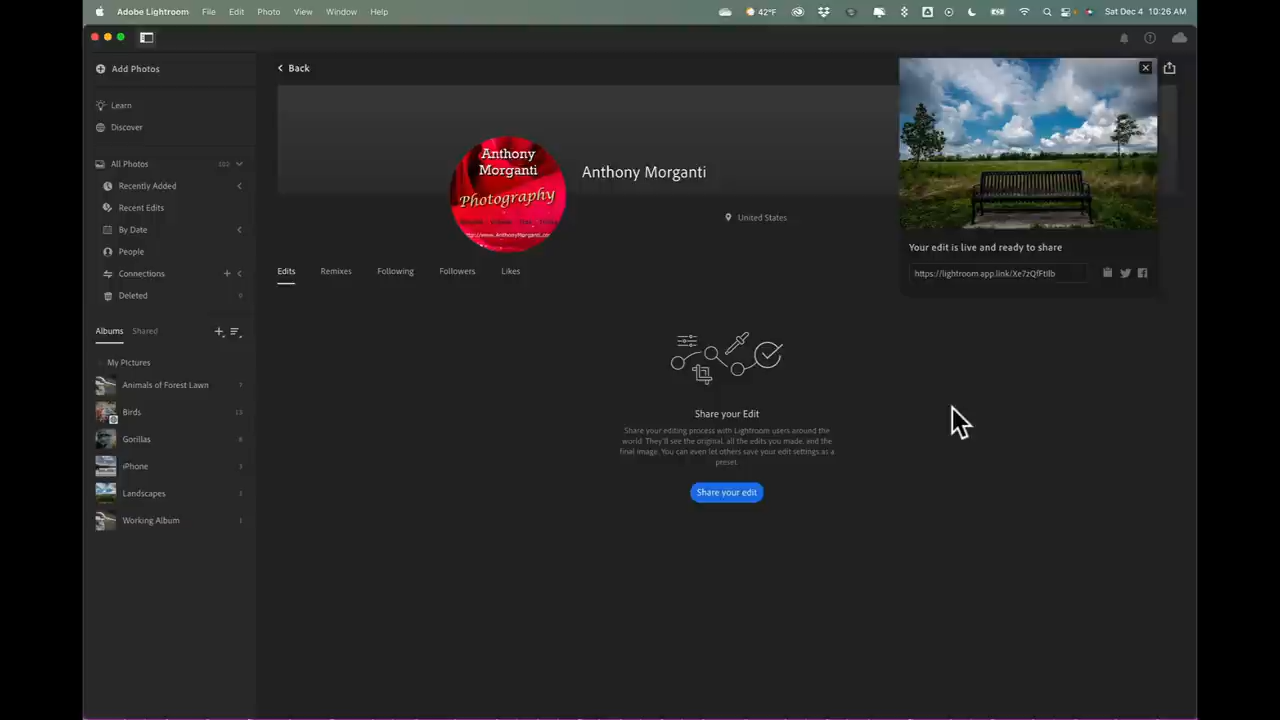 Adobe Lightroom File Edit Photo View Window Help 42°F Sat Dec 4 10:26 AM
Add Photos
Learn
Discover
All Photos
Recently Added
Recent Edits
By Date
People
Connections
Deleted 0
Albums Shared
My Pictures
Animals of Forest Lawn 7
Birds 13
Gorillas 8
iPhone 3
Landscapes
Working Album 1
Back
Anthony
Morganti
Photography
Anthony Morganti
United States
Edits Remixes Following Followers Likes
Share your Edit
Share your editing process with Lightroom users around the
world. They'll see the original, all the edits you made, and the
final image. You can even let others save your edit settings as a
preset.
Share your edit
Your edit is live and ready to share